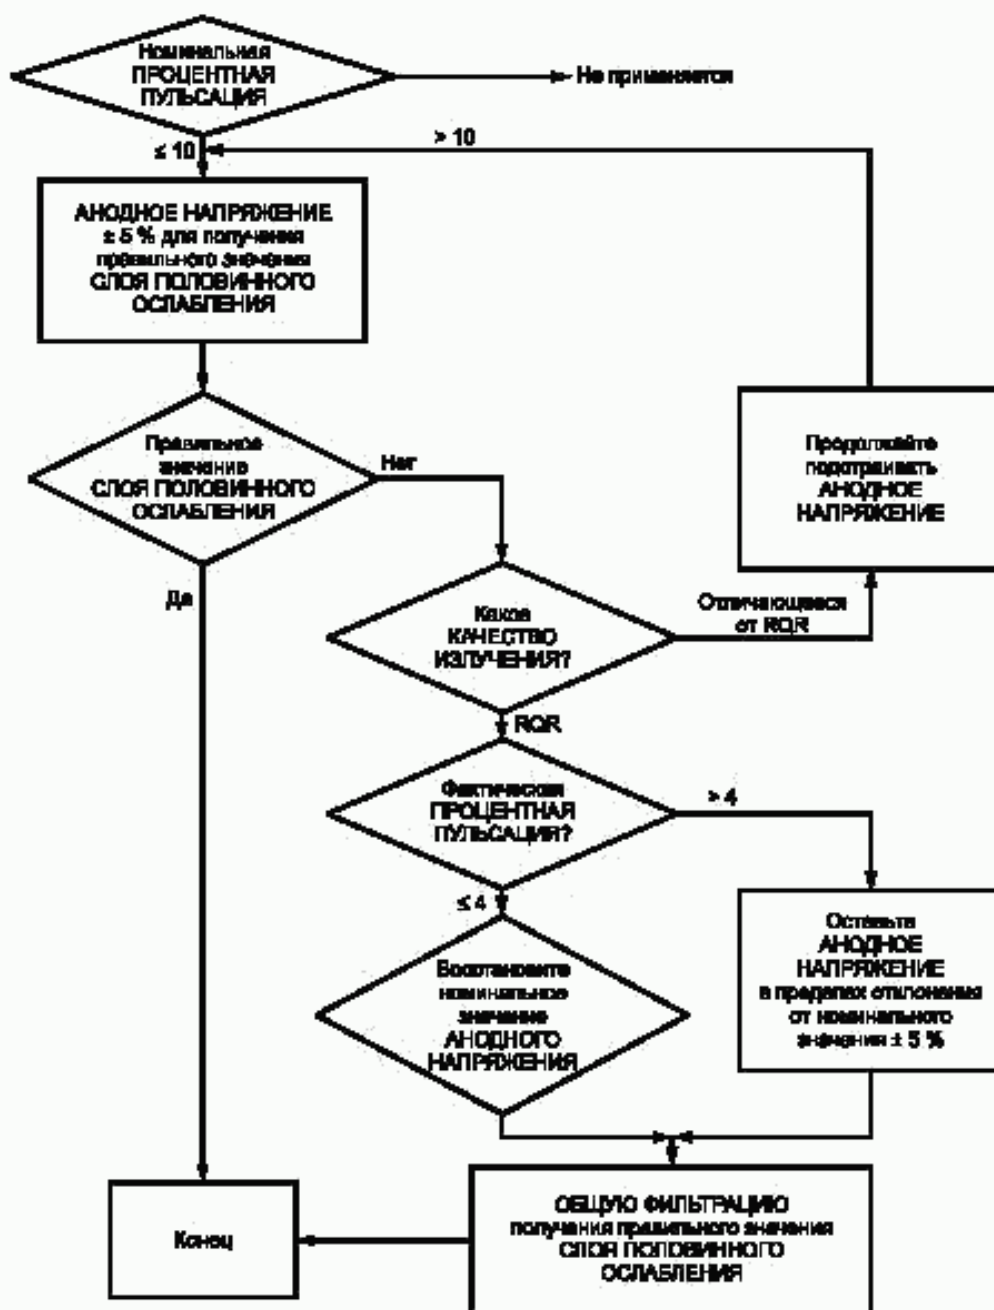 Номинальная
ПРОЦЕНТНАЯ
ПУЛЬСАЦИЯ
Не применяется
≤ 10
> 10
АНОДНОЕ НАПРЯЖЕНИЕ
± 5 % для получения
правильного значения
СЛОЯ ПОЛОВИННОГО
ОСЛАБЛЕНИЯ
Правильное
значение
СЛОЯ ПОЛОВИННОГО
ОСЛАБЛЕНИЯ
Нет
Продолжайте
подстраивать
АНОДНОЕ
НАПРЯЖЕНИЕ
Да
Какое
КАЧЕСТВО
ИЗЛУЧЕНИЯ?
Отличающееся
от RQR
RQR
Фактическая
ПРОЦЕНТНАЯ
ПУЛЬСАЦИЯ?
> 4
≤ 4
Восстановите
номинальное
значение
АНОДНОГО
НАПРЯЖЕНИЯ
Оставьте
АНОДНОЕ
НАПРЯЖЕНИЕ
в пределах отклонения
от номинального
значения ± 5 %
Конец
ОБЩУЮ ФИЛЬТРАЦИЮ
получения правильного значения
СЛОЯ ПОЛОВИННОГО
ОСЛАБЛЕНИЯ